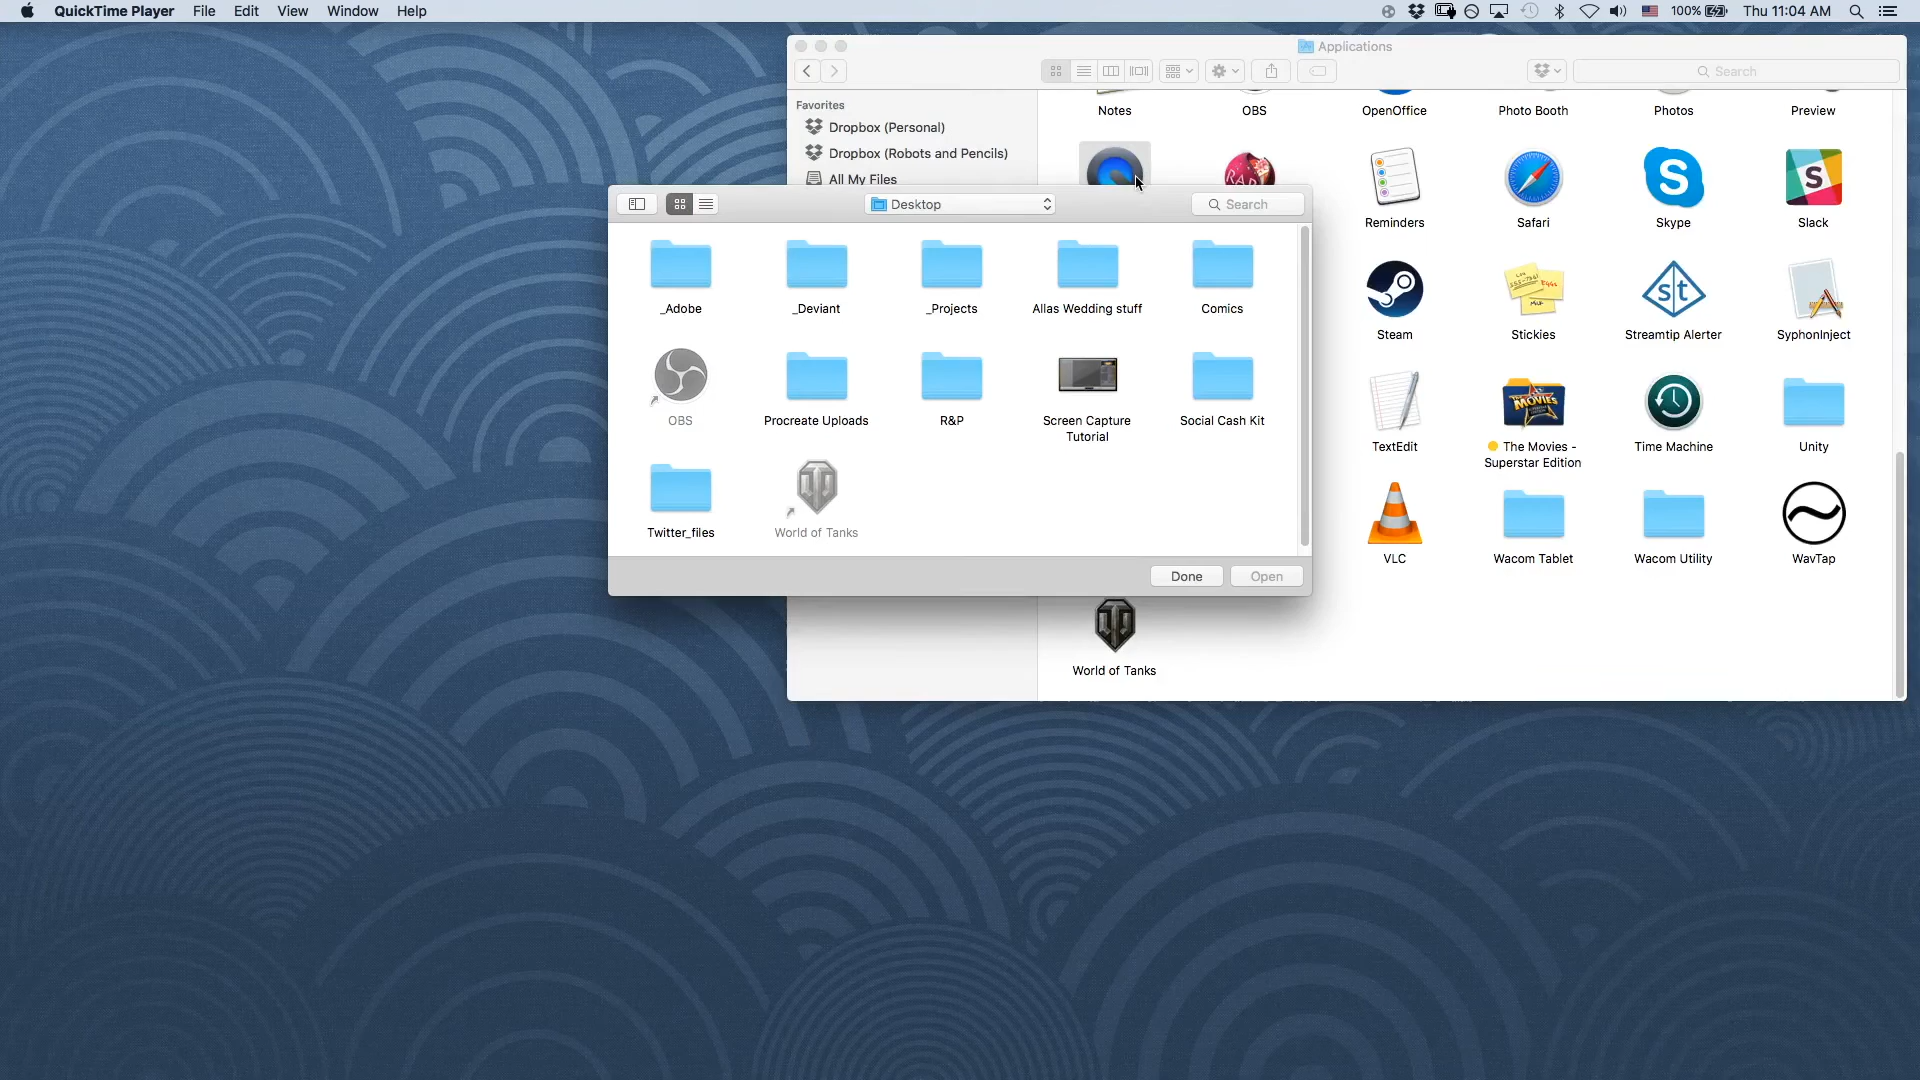 QuickTime Player File Edit View Window Help
100% Thu 11:04 AM
Applications
Search
Favorites
Dropbox (Personal)
Dropbox (Robots and Pencils)
All My Files
Notes OBS OpenOffice Photo Booth Photos Preview
Reminders Safari Skype Slack
Steam Stickies Streamtip Alerter SyphonInject
TextEdit The Movies - Superstar Edition Time Machine Unity
VLC Wacom Tablet Wacom Utility WavTap
World of Tanks
Desktop
Search
_Adobe _Deviant _Projects Allas Wedding stuff Comics
OBS Procreate Uploads R&P Screen Capture Tutorial Social Cash Kit
Twitter_files World of Tanks
Done Open